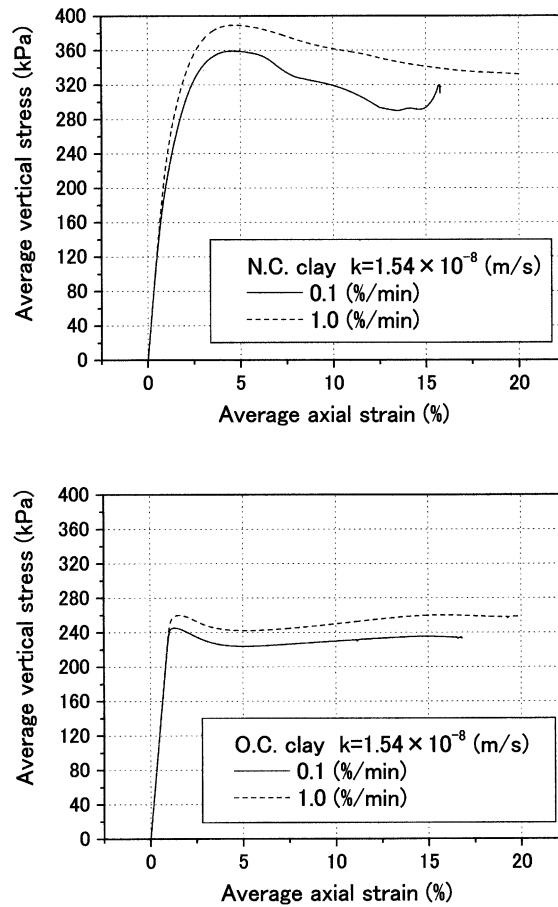 Average vertical stress (kPa)
400
360
320
280
240
200
160
120
80
40
0
N.C. clay k=1.54×10⁻⁸ (m/s)
0.1 (%/min)
1.0 (%/min)
0 5 10 15 20
Average axial strain (%)
Average vertical stress (kPa)
400
360
320
280
240
200
160
120
80
40
0
O.C. clay k=1.54×10⁻⁸ (m/s)
0.1 (%/min)
1.0 (%/min)
0 5 10 15 20
Average axial strain (%)